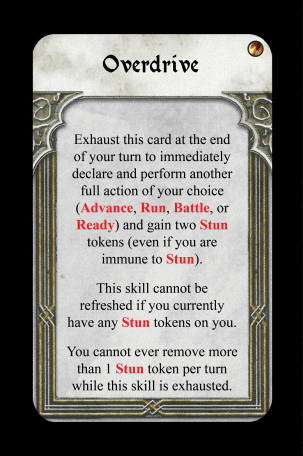 Overdrive
Exhaust this card at the end
of your turn to immediately
declare and perform another
full action of your choice
(Advance, Run, Battle, or
Ready) and gain two Stun
tokens (even if you are
immune to Stun).
This skill cannot be
refreshed if you currently
have any Stun tokens on you.
You cannot ever remove more
than 1 Stun token per turn
while this skill is exhausted.